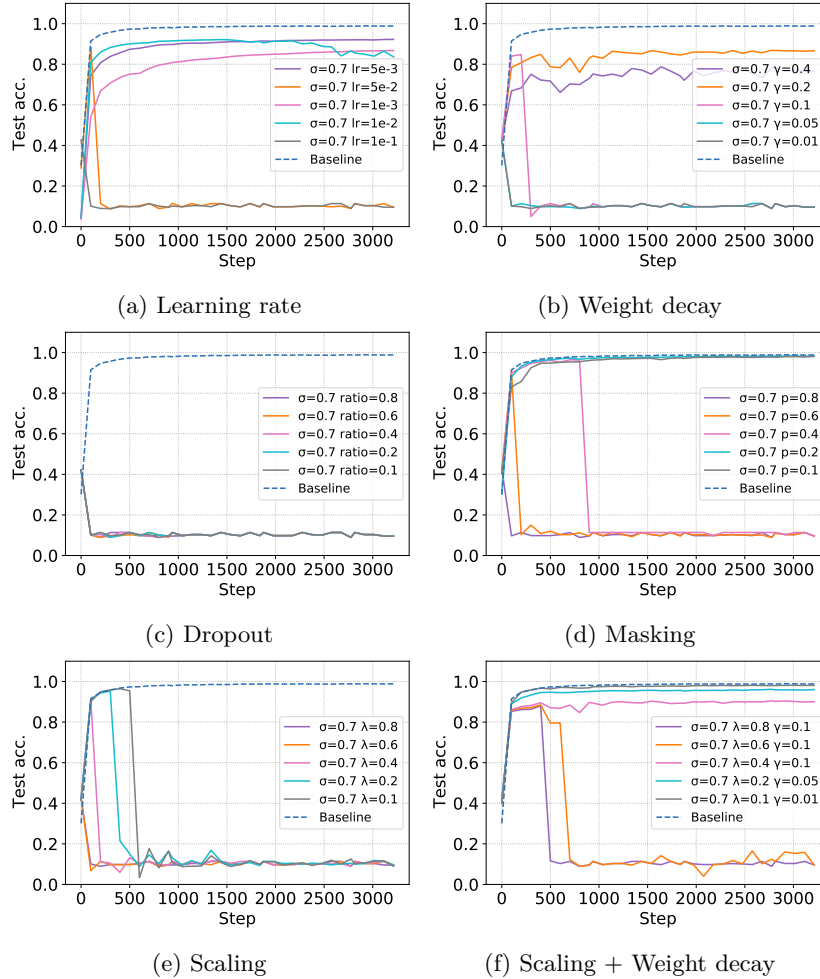 1.0
0.8
0.6
0.4
0.2
0.0
Test acc.
σ=0.7 lr=5e-3
σ=0.7 lr=5e-2
σ=0.7 lr=1e-3
σ=0.7 lr=1e-2
σ=0.7 lr=1e-1
Baseline
0 500 1000 1500 2000 2500 3000
Step
(a) Learning rate
1.0
0.8
0.6
0.4
0.2
0.0
Test acc.
σ=0.7 γ=0.4
σ=0.7 γ=0.2
σ=0.7 γ=0.1
σ=0.7 γ=0.05
σ=0.7 γ=0.01
Baseline
0 500 1000 1500 2000 2500 3000
Step
(b) Weight decay
1.0
0.8
0.6
0.4
0.2
0.0
Test acc.
σ=0.7 ratio=0.8
σ=0.7 ratio=0.6
σ=0.7 ratio=0.4
σ=0.7 ratio=0.2
σ=0.7 ratio=0.1
Baseline
0 500 1000 1500 2000 2500 3000
Step
(c) Dropout
1.0
0.8
0.6
0.4
0.2
0.0
Test acc.
σ=0.7 p=0.8
σ=0.7 p=0.6
σ=0.7 p=0.4
σ=0.7 p=0.2
σ=0.7 p=0.1
Baseline
0 500 1000 1500 2000 2500 3000
Step
(d) Masking
1.0
0.8
0.6
0.4
0.2
0.0
Test acc.
σ=0.7 λ=0.8
σ=0.7 λ=0.6
σ=0.7 λ=0.4
σ=0.7 λ=0.2
σ=0.7 λ=0.1
Baseline
0 500 1000 1500 2000 2500 3000
Step
(e) Scaling
1.0
0.8
0.6
0.4
0.2
0.0
Test acc.
σ=0.7 λ=0.8 γ=0.1
σ=0.7 λ=0.6 γ=0.1
σ=0.7 λ=0.4 γ=0.1
σ=0.7 λ=0.2 γ=0.05
σ=0.7 λ=0.1 γ=0.01
Baseline
0 500 1000 1500 2000 2500 3000
Step
(f) Scaling + Weight decay